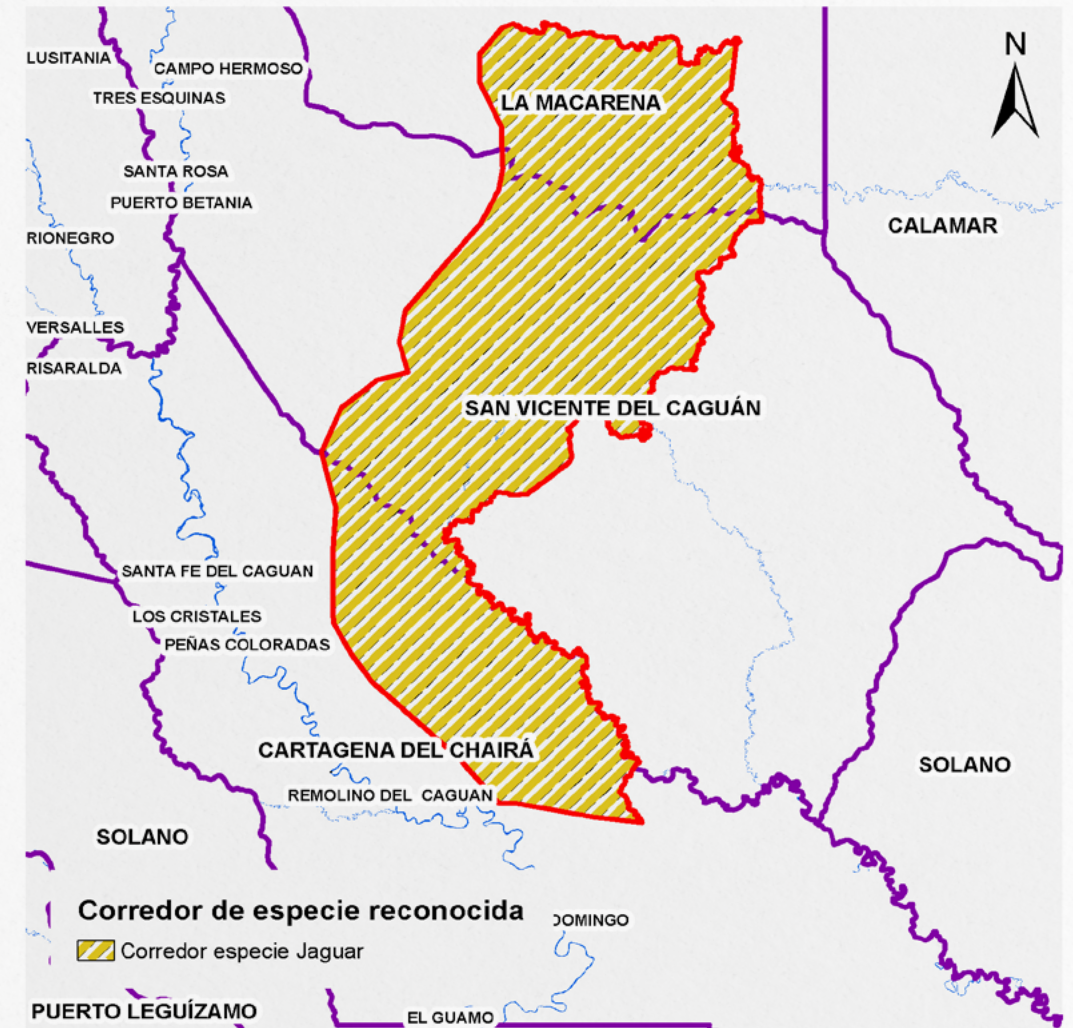 N
LUSITANIA
CAMPO HERMOSO
TRES ESQUINAS
LA MACARENA
SANTA ROSA
PUERTO BETANIA
CALAMAR
RIONEGRO
VERSALLES
RISARALDA
SAN VICENTE DEL CAGUÁN
SANTA FE DEL CAGUAN
LOS CRISTALES
PEÑAS COLORADAS
CARTAGENA DEL CHAIRÁ
SOLANO
REMOLINO DEL CAGUAN
SOLANO
Corredor de especie reconocida
DOMINGO
Corredor especie Jaguar
PUERTO LEGUÍZAMO
EL GUAMO